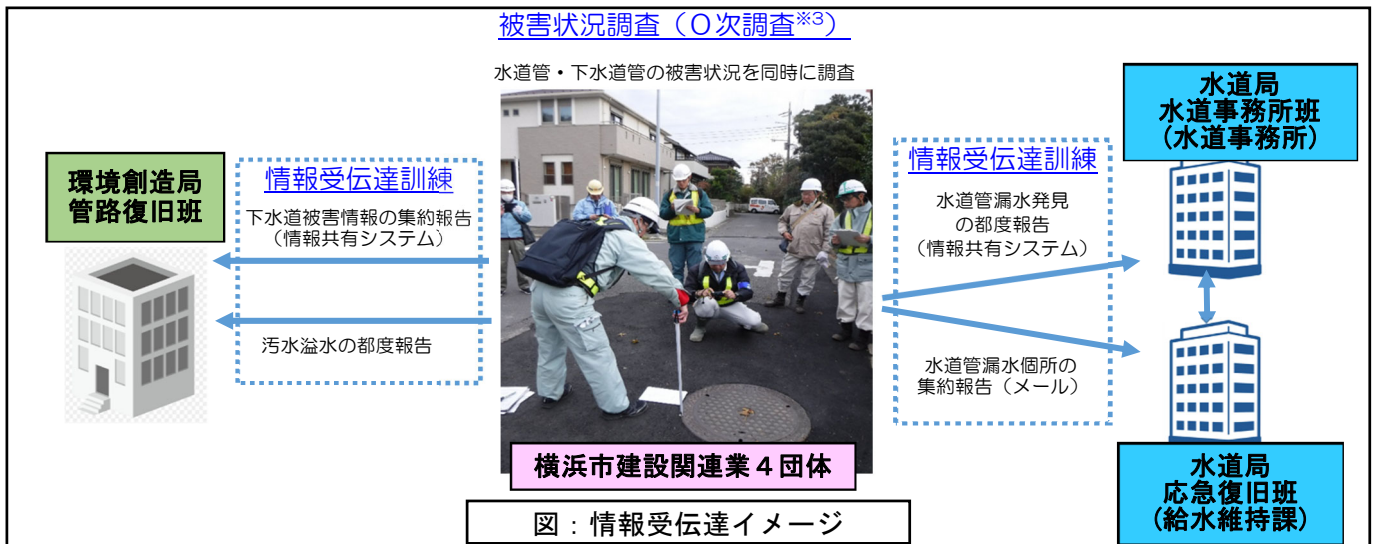 被害状況調査（０次調査※3）
水道管・下水道管の被害状況を同時に調査
環境創造局
管路復旧班
情報受伝達訓練
下水道被害情報の集約報告
（情報共有システム）
汚水溢水の都度報告
横浜市建設関連業４団体
情報受伝達訓練
水道管漏水発見
の都度報告
（情報共有システム）
水道管漏水個所の
集約報告（メール）
水道局
水道事務所班
(水道事務所)
水道局
応急復旧班
(給水維持課)
図：情報受伝達イメージ